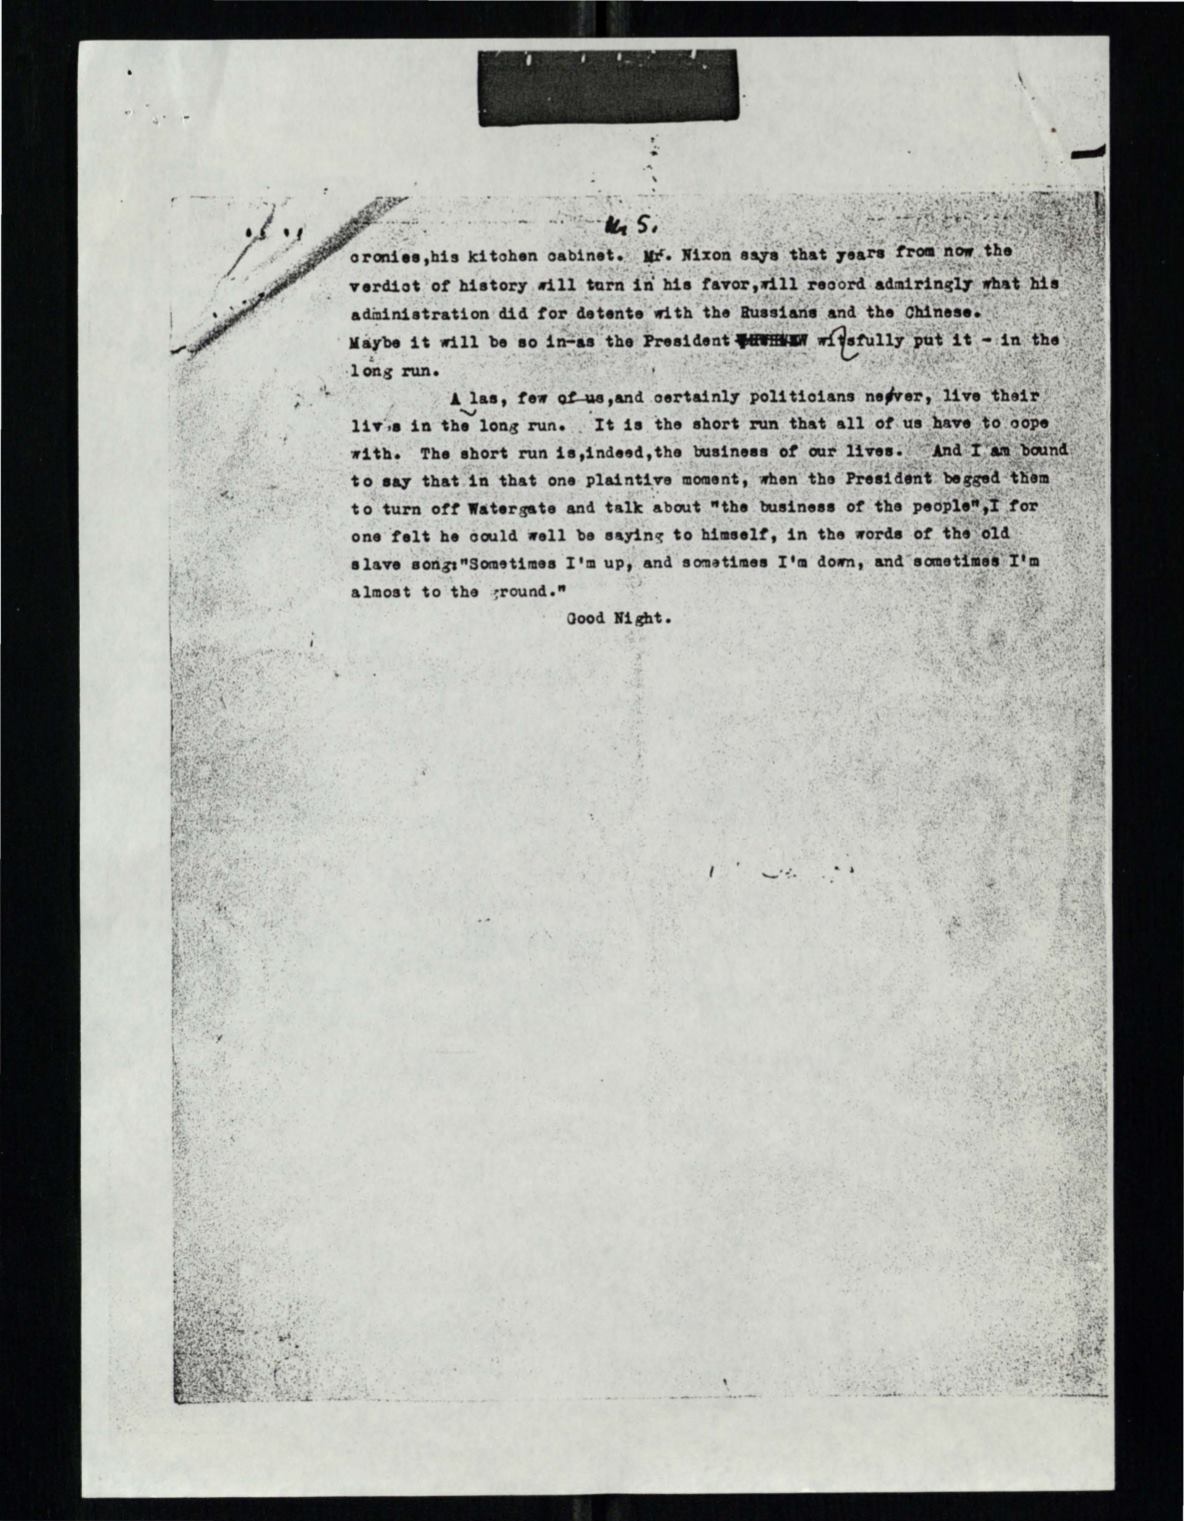 5.
cronies,his kitchen cabinet. Mr. Nixon says that years from now the
verdict of history will turn in his favor,will record admiringly what his
administration did for detente with the Russians and the Chinese.
Maybe it will be so in-as the President witsfully put it - in the
long run.
A las, few of us,and certainly politicians never, live their
lives in the long run. It is the short run that all of us have to cope
with. The short run is,indeed,the business of our lives. And I am bound
to say that in that one plaintive moment, when the President begged them
to turn off Watergate and talk about "the business of the people",I for
one felt he could well be saying to himself, in the words of the old
slave song:"Sometimes I'm up, and sometimes I'm down, and sometimes I'm
almost to the ground."
Good Night.